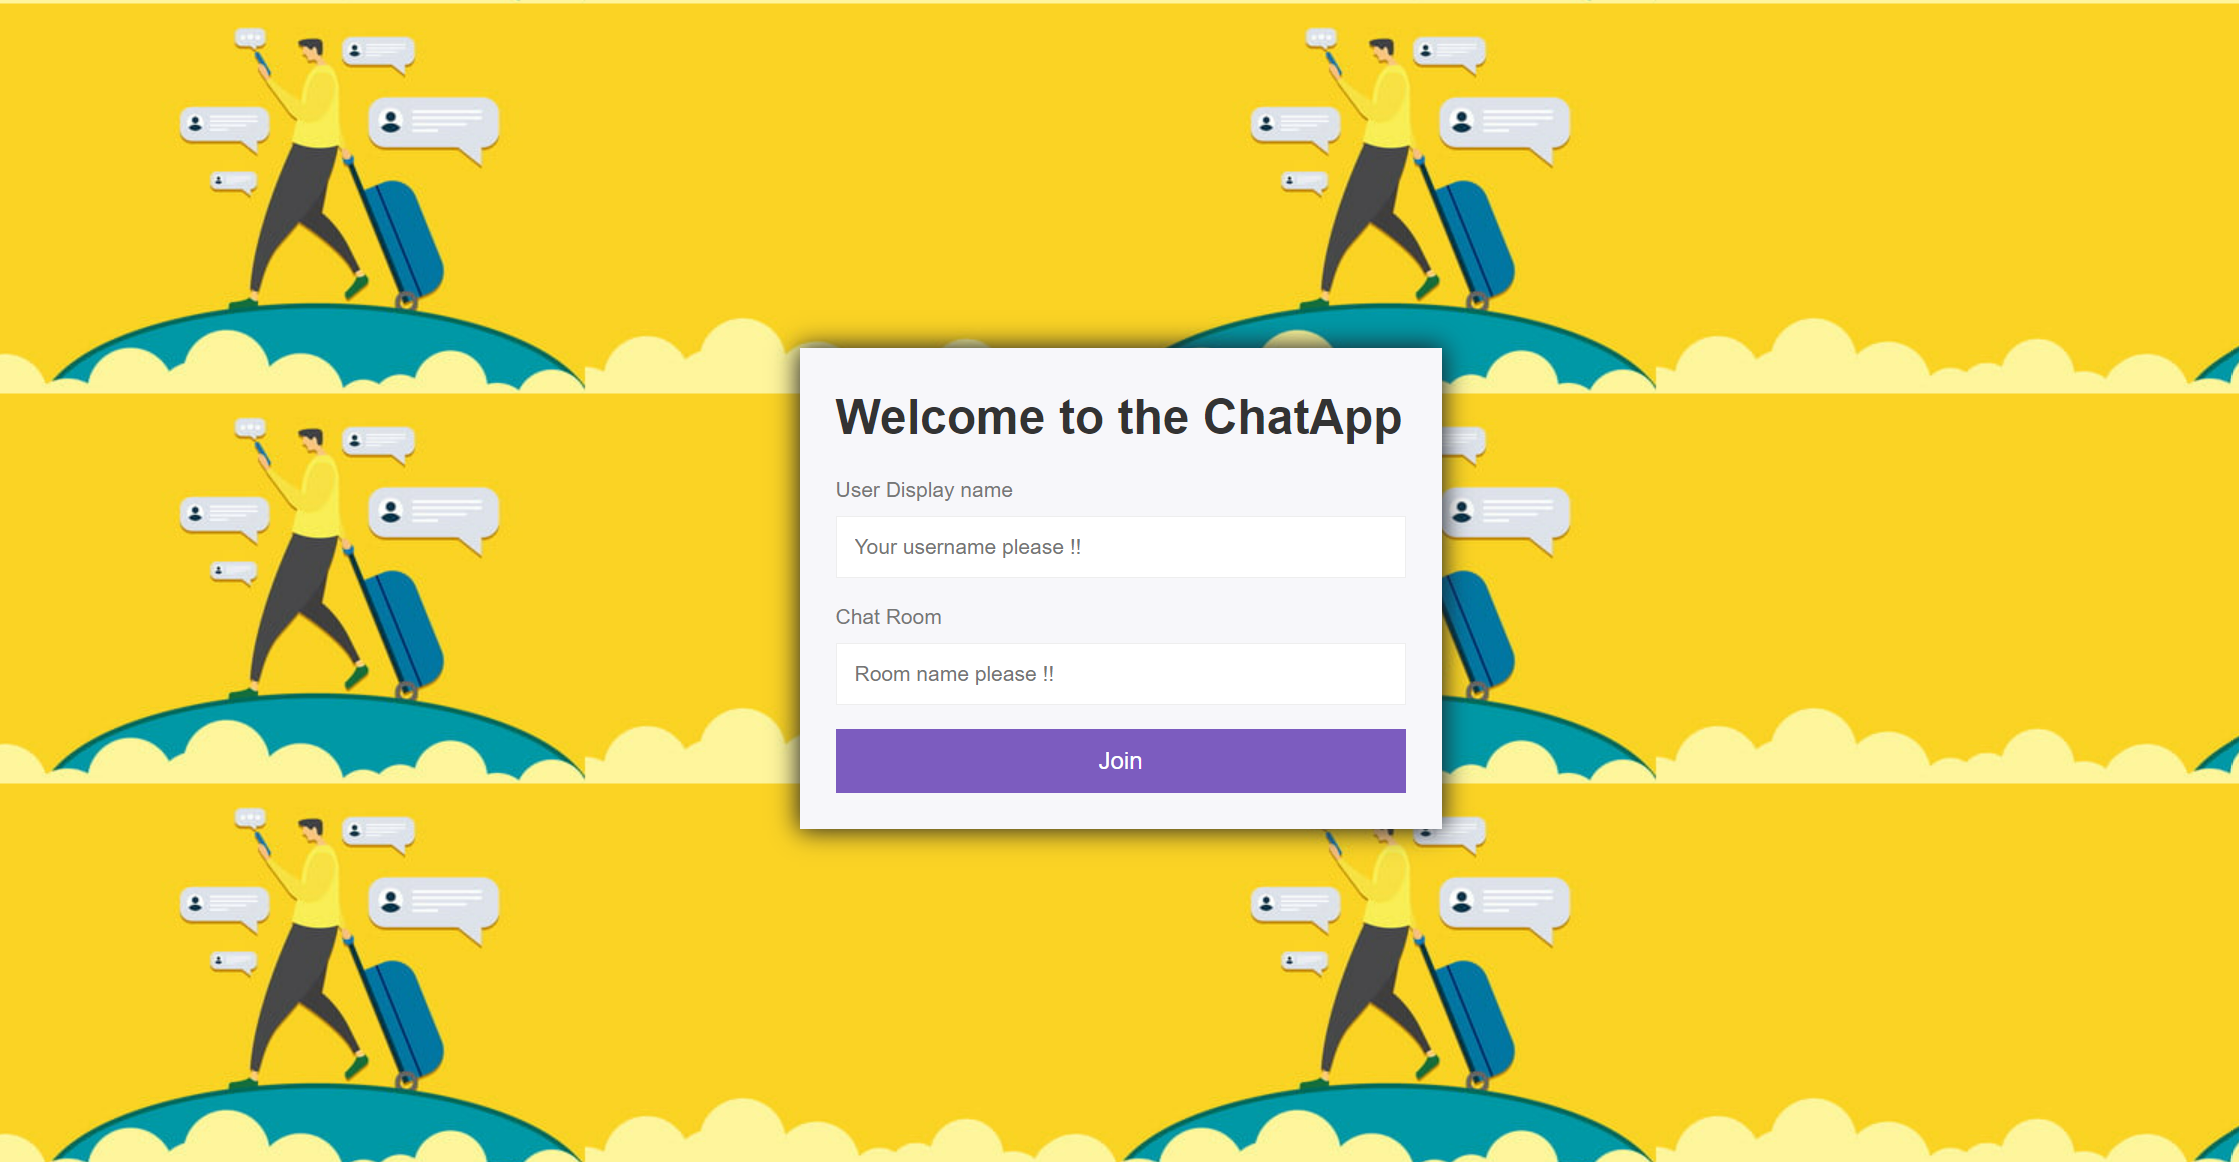 Welcome to the ChatApp
User Display name
Your username please !!
Chat Room
Room name please !!
Join